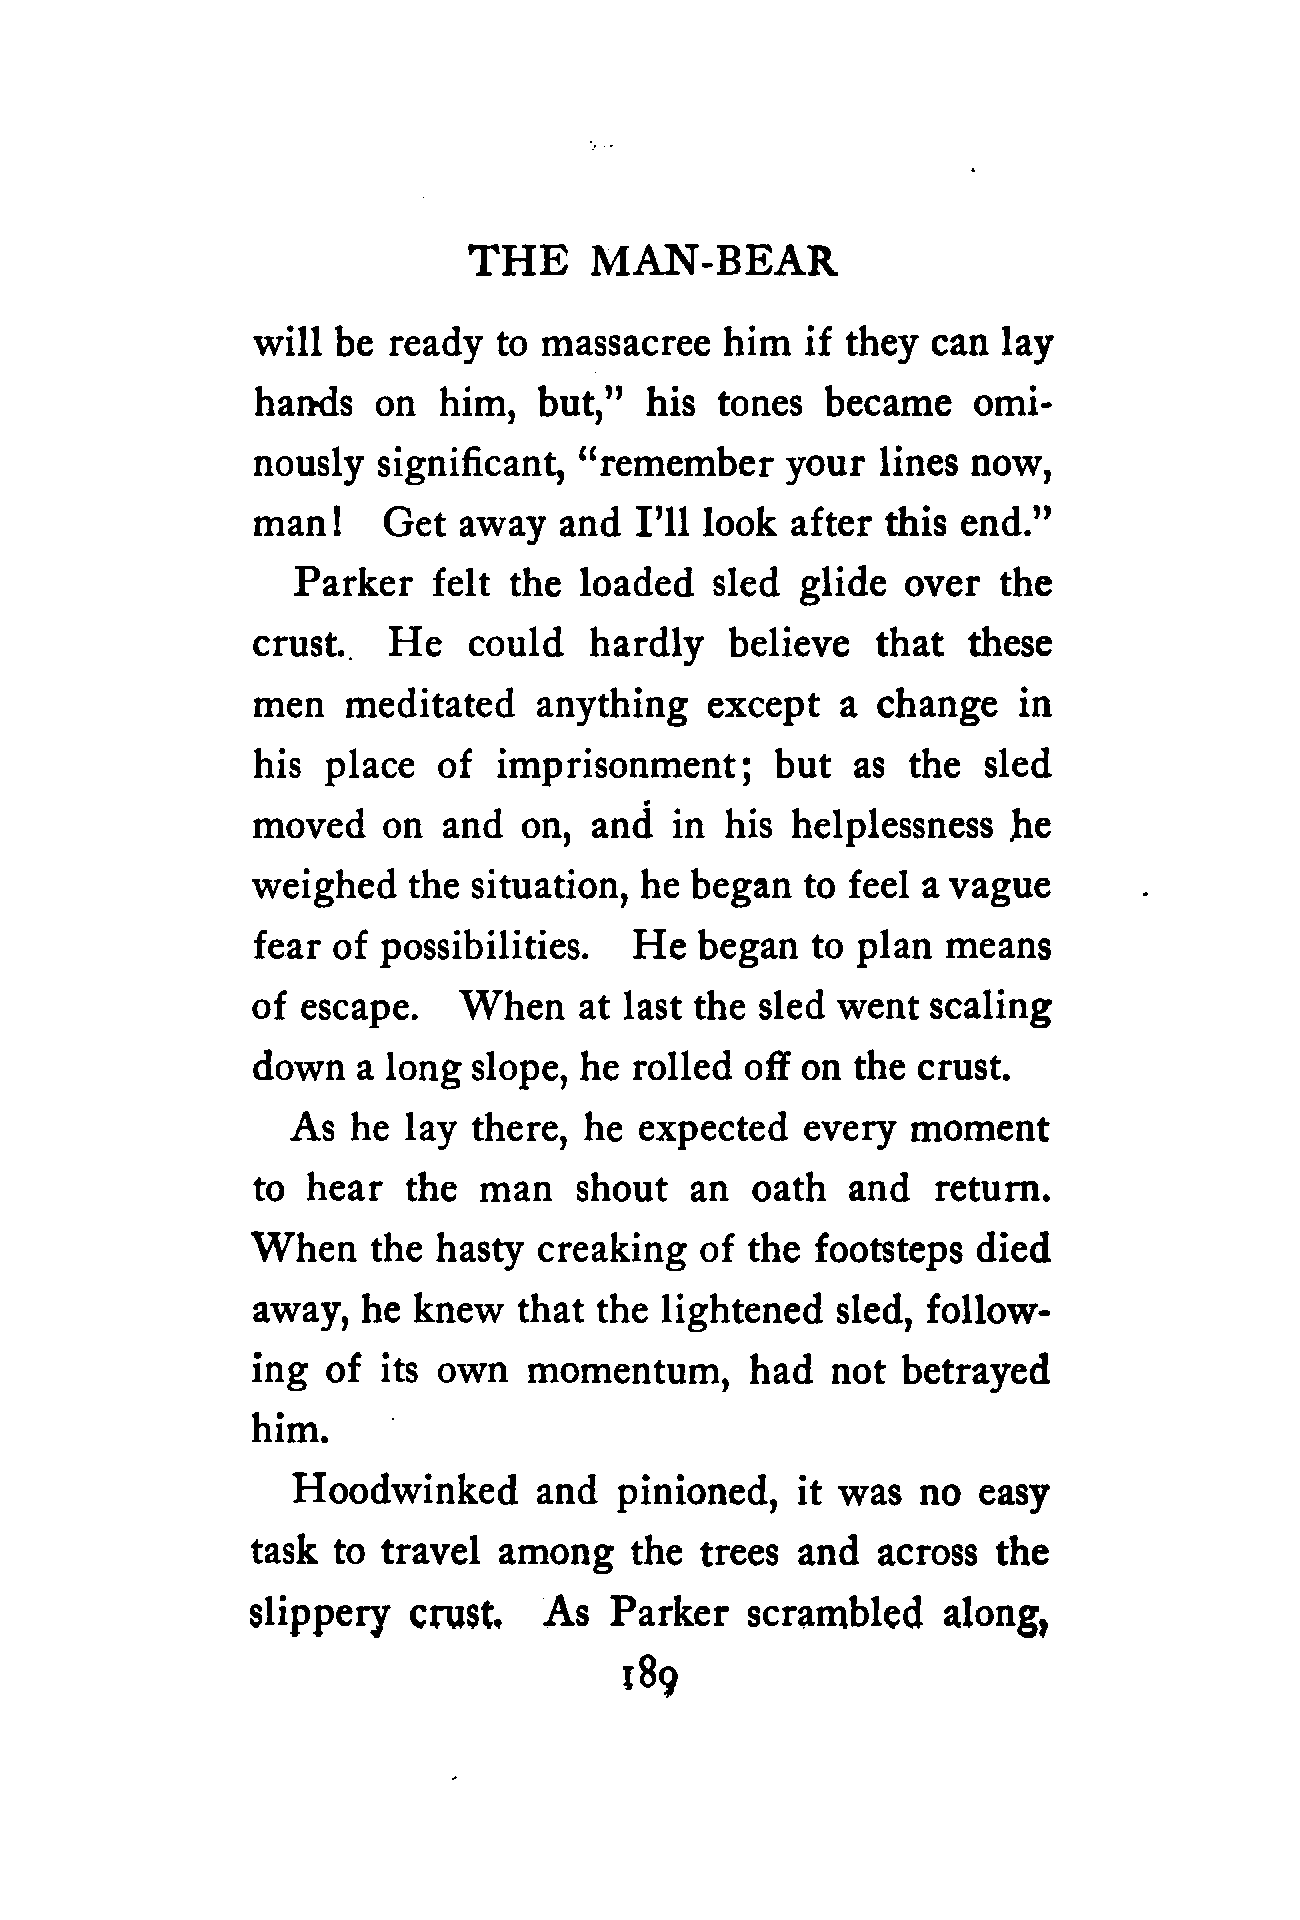 THE MAN-BEAR
will be ready to massacree him if they can lay
hands on him, but,” his tones became omi-
nously significant, “remember your lines now,
man! Get away and I’ll look after this end.”
Parker felt the loaded sled glide over the
crust. He could hardly believe that these
men meditated anything except a change in
his place of imprisonment; but as the sled
moved on and on, and in his helplessness he
weighed the situation, he began to feel a vague
fear of possibilities. He began to plan means
of escape. When at last the sled went scaling
down a long slope, he rolled off on the crust.
As he lay there, he expected every moment
to hear the man shout an oath and return.
When the hasty creaking of the footsteps died
away, he knew that the lightened sled, follow-
ing of its own momentum, had not betrayed
him.
Hoodwinked and pinioned, it was no easy
task to travel among the trees and across the
slippery crust. As Parker scrambled along,
189